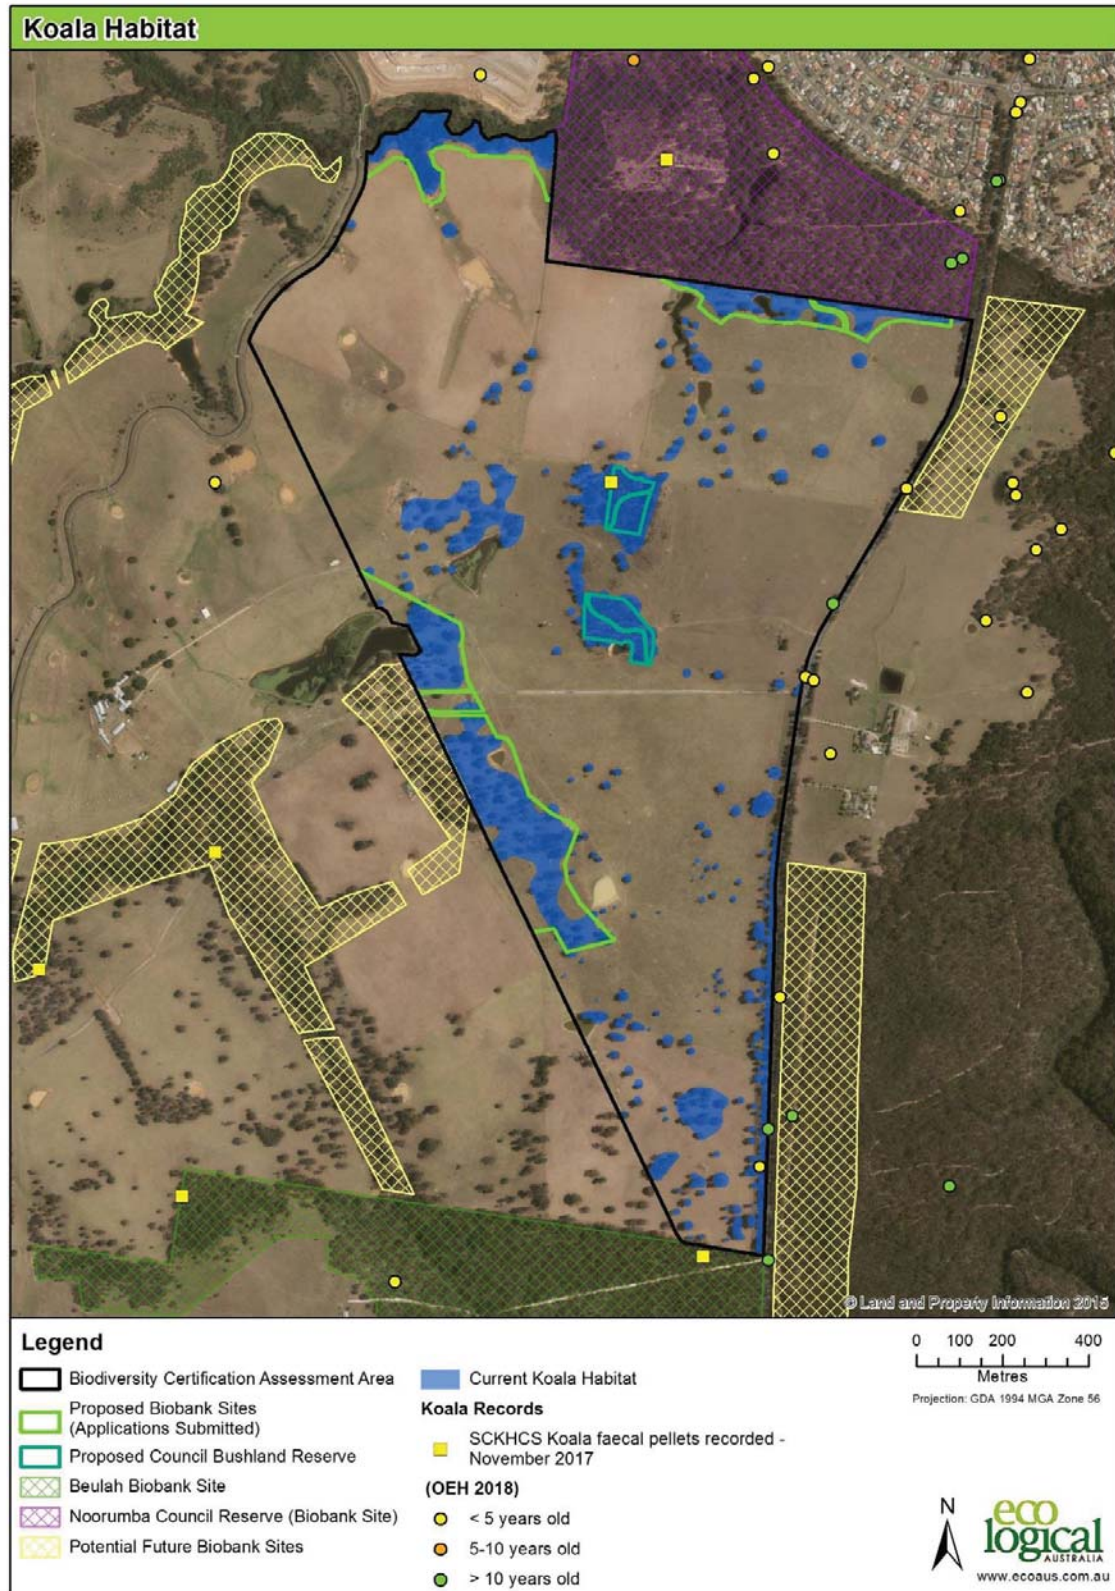 Koala Habitat
© Land and Property Information 2015
Legend
Biodiversity Certification Assessment Area
Proposed Biobank Sites
(Applications Submitted)
Proposed Council Bushland Reserve
Beulah Biobank Site
Noorumba Council Reserve (Biobank Site)
Potential Future Biobank Sites
Current Koala Habitat
Koala Records
SCKHCS Koala faecal pellets recorded -
November 2017
(OEH 2018)
< 5 years old
5-10 years old
> 10 years old
0 100 200 400
Metres
Projection: GDA 1994 MGA Zone 56
N
eco
logical
AUSTRALIA
www.ecoaus.com.au